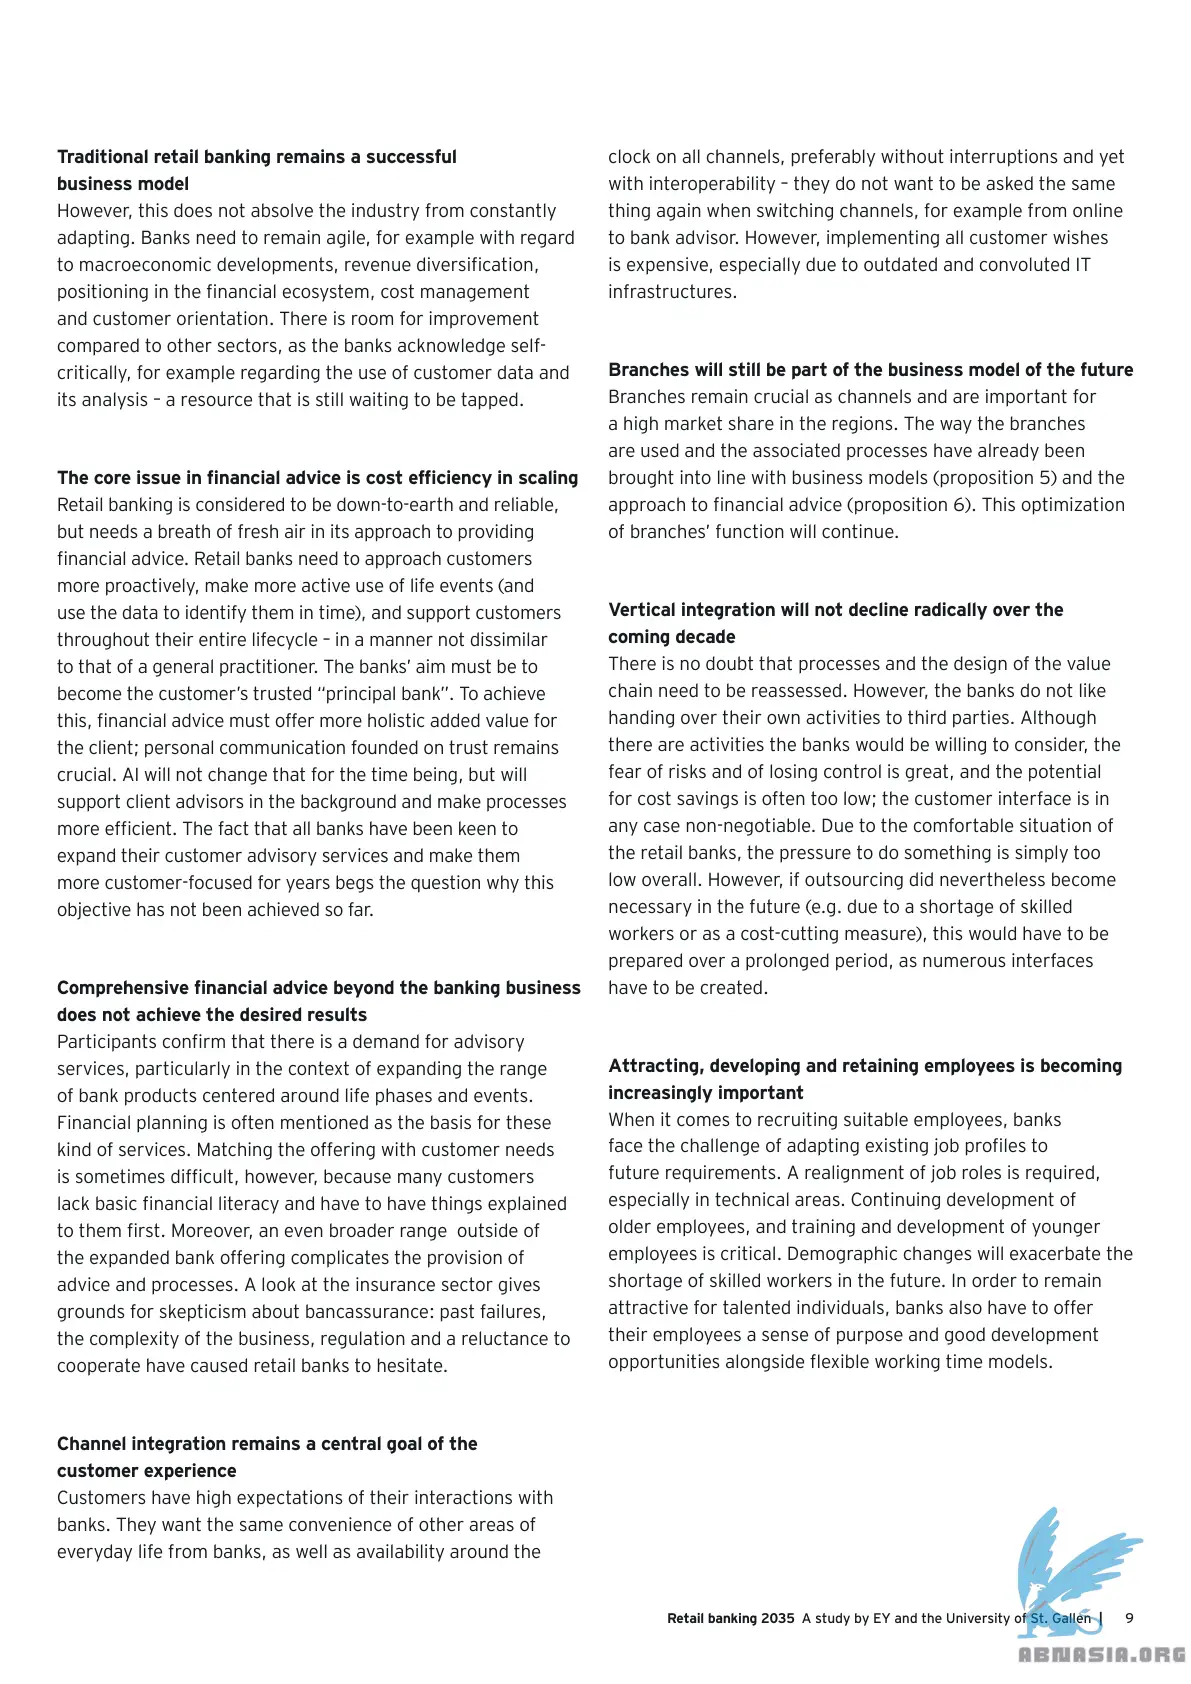 Traditional retail banking remains a successful
business model
However, this does not absolve the industry from constantly
adapting. Banks need to remain agile, for example with regard
to macroeconomic developments, revenue diversification,
positioning in the financial ecosystem, cost management
and customer orientation. There is room for improvement
compared to other sectors, as the banks acknowledge self-
critically, for example regarding the use of customer data and
its analysis – a resource that is still waiting to be tapped.
The core issue in financial advice is cost efficiency in scaling
Retail banking is considered to be down-to-earth and reliable,
but needs a breath of fresh air in its approach to providing
financial advice. Retail banks need to approach customers
more proactively, make more active use of life events (and
use the data to identify them in time), and support customers
throughout their entire lifecycle – in a manner not dissimilar
to that of a general practitioner. The banks’ aim must be to
become the customer’s trusted “principal bank”. To achieve
this, financial advice must offer more holistic added value for
the client; personal communication founded on trust remains
crucial. AI will not change that for the time being, but will
support client advisors in the background and make processes
more efficient. The fact that all banks have been keen to
expand their customer advisory services and make them
more customer-focused for years begs the question why this
objective has not been achieved so far.
Comprehensive financial advice beyond the banking business
does not achieve the desired results
Participants confirm that there is a demand for advisory
services, particularly in the context of expanding the range
of bank products centered around life phases and events.
Financial planning is often mentioned as the basis for these
kind of services. Matching the offering with customer needs
is sometimes difficult, however, because many customers
lack basic financial literacy and have to have things explained
to them first. Moreover, an even broader range  outside of
the expanded bank offering complicates the provision of
advice and processes. A look at the insurance sector gives
grounds for skepticism about bancassurance: past failures,
the complexity of the business, regulation and a reluctance to
cooperate have caused retail banks to hesitate.
Channel integration remains a central goal of the
customer experience
Customers have high expectations of their interactions with
banks. They want the same convenience of other areas of
everyday life from banks, as well as availability around the
clock on all channels, preferably without interruptions and yet
with interoperability – they do not want to be asked the same
thing again when switching channels, for example from online
to bank advisor. However, implementing all customer wishes
is expensive, especially due to outdated and convoluted IT
infrastructures.
Branches will still be part of the business model of the future
Branches remain crucial as channels and are important for
a high market share in the regions. The way the branches
are used and the associated processes have already been
brought into line with business models (proposition 5) and the
approach to financial advice (proposition 6). This optimization
of branches’ function will continue.
Vertical integration will not decline radically over the
coming decade
There is no doubt that processes and the design of the value
chain need to be reassessed. However, the banks do not like
handing over their own activities to third parties. Although
there are activities the banks would be willing to consider, the
fear of risks and of losing control is great, and the potential
for cost savings is often too low; the customer interface is in
any case non-negotiable. Due to the comfortable situation of
the retail banks, the pressure to do something is simply too
low overall. However, if outsourcing did nevertheless become
necessary in the future (e.g. due to a shortage of skilled
workers or as a cost-cutting measure), this would have to be
prepared over a prolonged period, as numerous interfaces
have to be created.
Attracting, developing and retaining employees is becoming
increasingly important
When it comes to recruiting suitable employees, banks
face the challenge of adapting existing job profiles to
future requirements. A realignment of job roles is required,
especially in technical areas. Continuing development of
older employees, and training and development of younger
employees is critical. Demographic changes will exacerbate the
shortage of skilled workers in the future. In order to remain
attractive for talented individuals, banks also have to offer
their employees a sense of purpose and good development
opportunities alongside flexible working time models.
Retail banking 2035 A study by EY and the University of St. Gallen | 9
ABNASIA.ORG